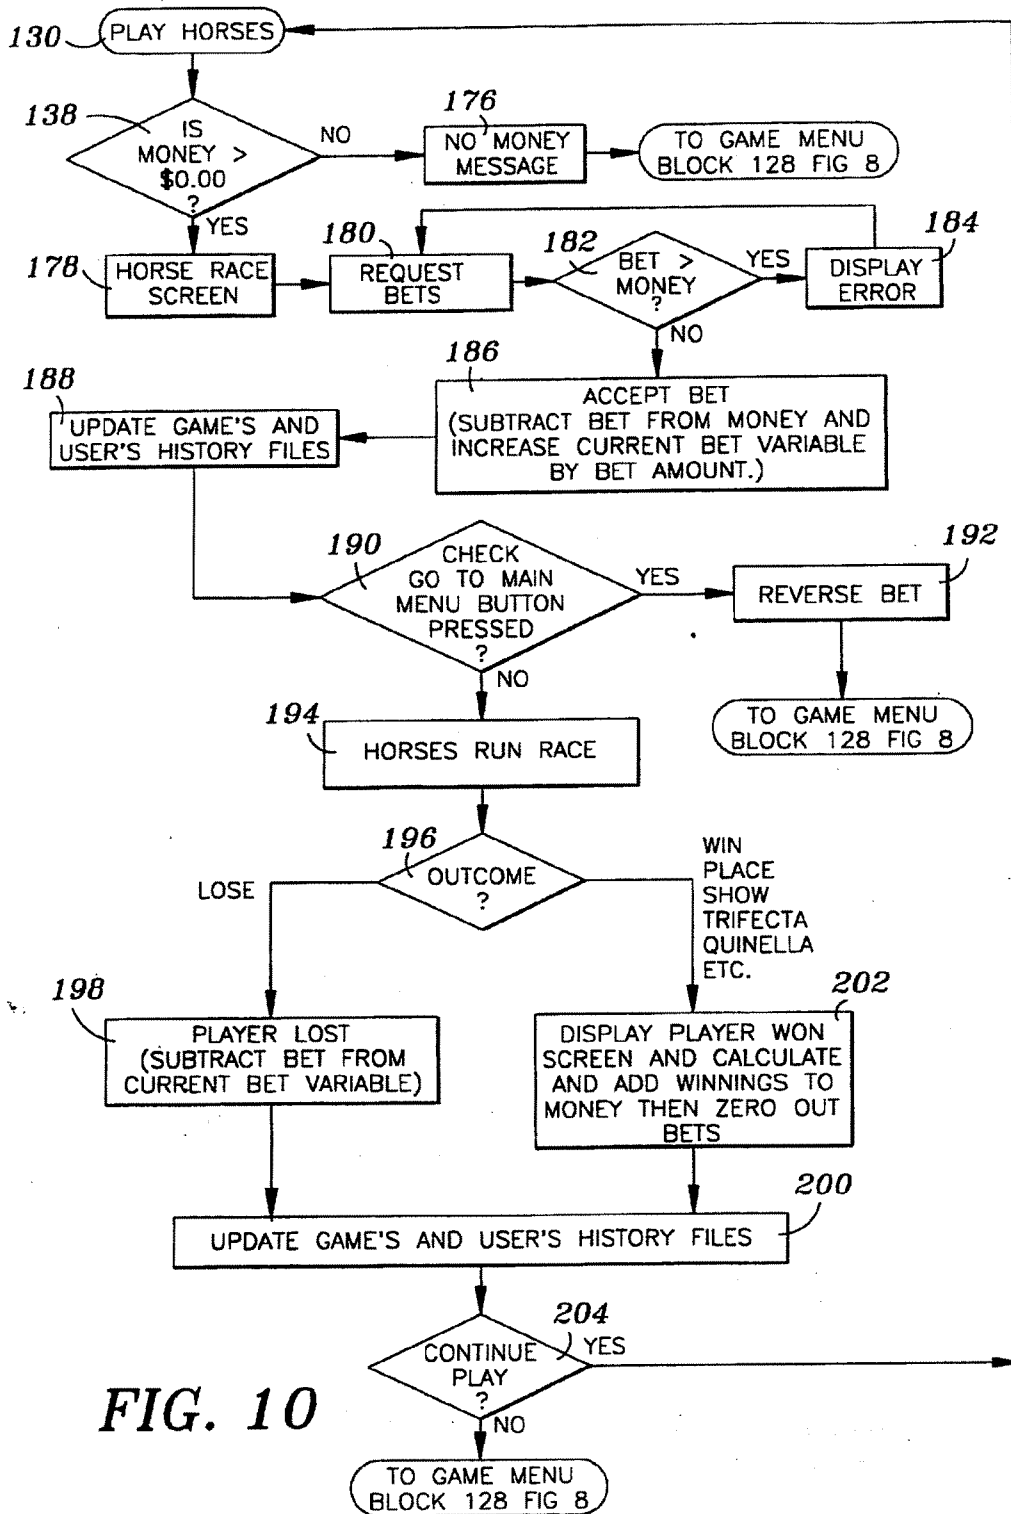 130
PLAY HORSES
138
IS
MONEY >
$0.00
?
NO
YES
176
NO MONEY
MESSAGE
TO GAME MENU
BLOCK 128 FIG 8
178
HORSE RACE
SCREEN
180
REQUEST
BETS
182
BET >
MONEY
?
YES
NO
184
DISPLAY
ERROR
186
ACCEPT BET
(SUBTRACT BET FROM MONEY AND
INCREASE CURRENT BET VARIABLE
BY BET AMOUNT.)
188
UPDATE GAME'S AND
USER'S HISTORY FILES
190
CHECK
GO TO MAIN
MENU BUTTON
PRESSED
?
YES
NO
192
REVERSE BET
TO GAME MENU
BLOCK 128 FIG 8
194
HORSES RUN RACE
196
OUTCOME
?
LOSE
WIN
PLACE
SHOW
TRIFECTA
QUINELLA
ETC.
198
PLAYER LOST
(SUBTRACT BET FROM
CURRENT BET VARIABLE)
202
DISPLAY PLAYER WON
SCREEN AND CALCULATE
AND ADD WINNINGS TO
MONEY THEN ZERO OUT
BETS
200
UPDATE GAME'S AND USER'S HISTORY FILES
204
CONTINUE
PLAY
?
YES
NO
TO GAME MENU
BLOCK 128 FIG 8
FIG. 10